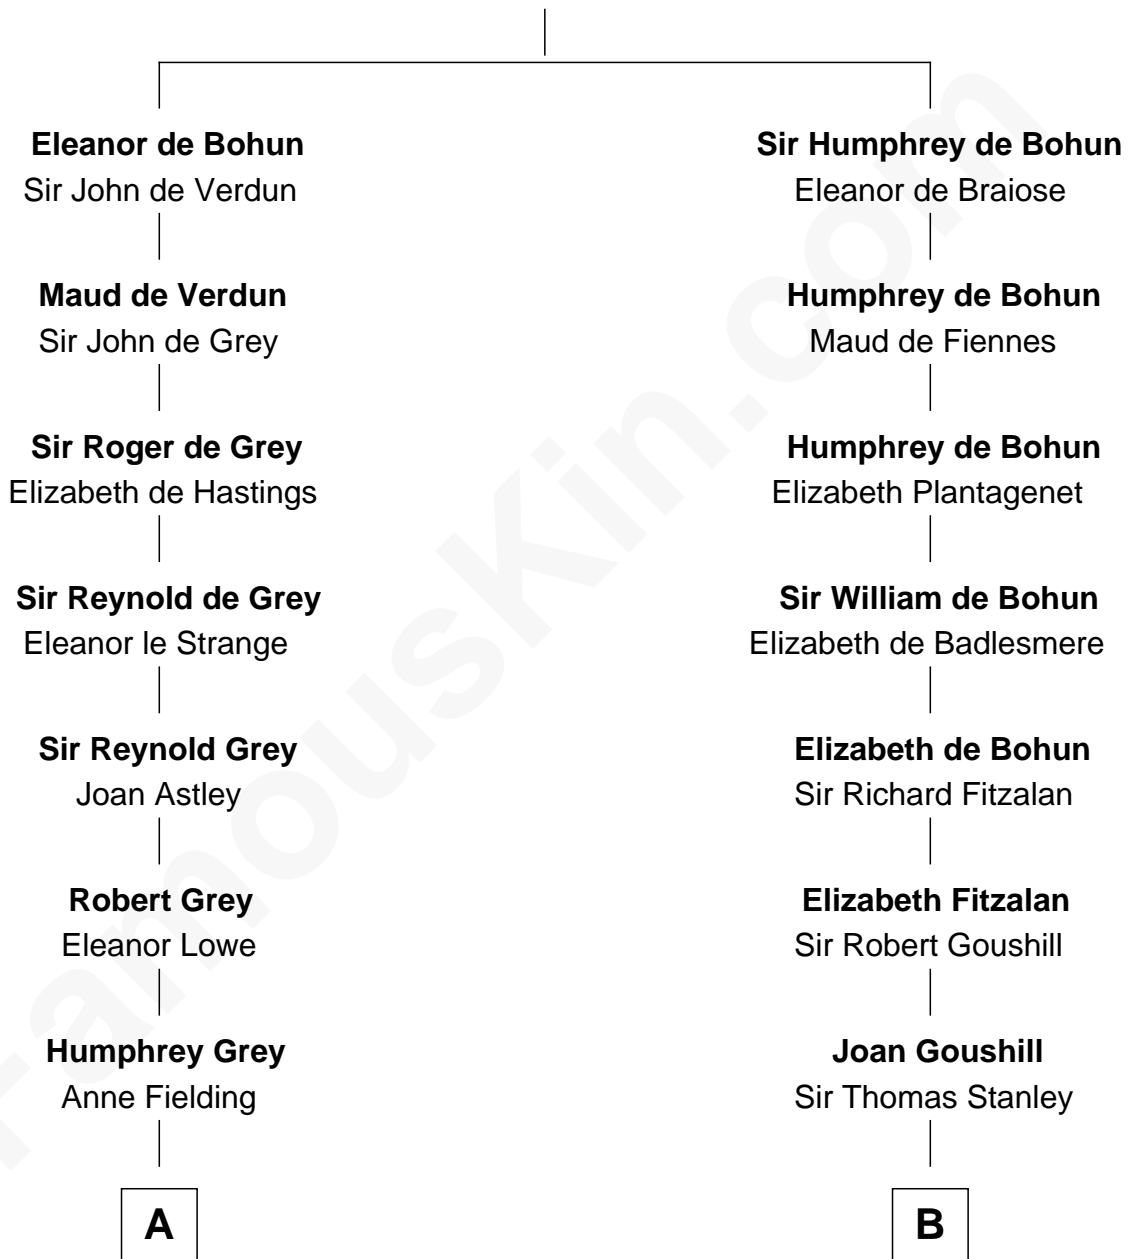 Eleanor de Bohun
Sir John de Verdun
Maud de Verdun
Sir John de Grey
Sir Roger de Grey
Elizabeth de Hastings
Sir Reynold de Grey
Eleanor le Strange
Sir Reynold Grey
Joan Astley
Robert Grey
Eleanor Lowe
Humphrey Grey
Anne Fielding
A
Sir Humphrey de Bohun
Eleanor de Braiose
Humphrey de Bohun
Maud de Fiennes
Humphrey de Bohun
Elizabeth Plantagenet
Sir William de Bohun
Elizabeth de Badlesmere
Elizabeth de Bohun
Sir Richard Fitzalan
Elizabeth Fitzalan
Sir Robert Goushill
Joan Goushill
Sir Thomas Stanley
B
FamousKin.com